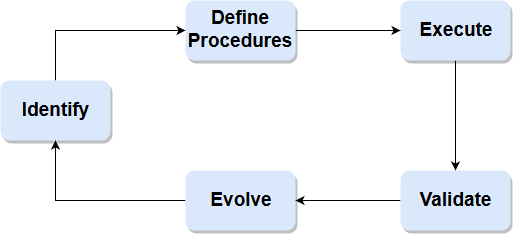 Define
Procedures
Execute
Identify
Evolve
Validate